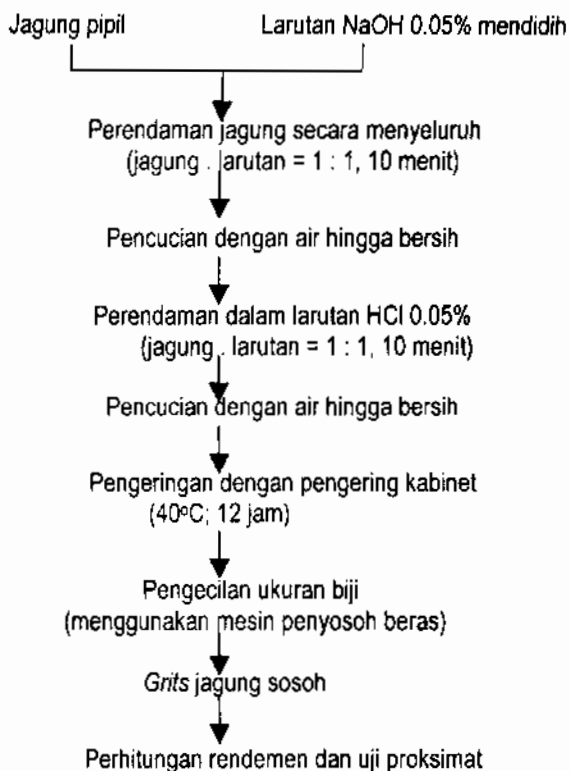 Jagung pipil
Larutan NaOH 0.05% mendidih
Perendaman jagung secara menyeluruh
(jagung . larutan = 1 : 1, 10 menit)
Pencucian dengan air hingga bersih
Perendaman dalam larutan HCl 0.05%
(jagung . larutan = 1 : 1, 10 menit)
Pencucian dengan air hingga bersih
Pengeringan dengan pengering kabinet
(40°C; 12 jam)
Pengecilan ukuran biji
(menggunakan mesin penyosoh beras)
Grits jagung sosoh
Perhitungan rendemen dan uji proksimat